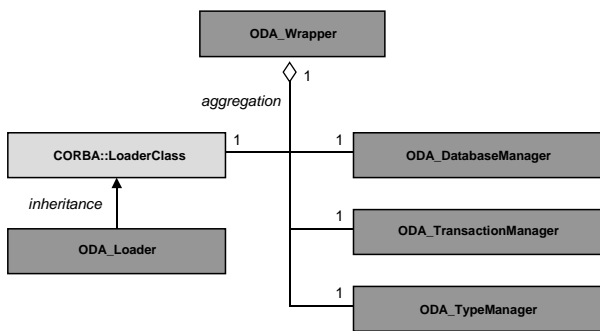 ODA_Wrapper
1
aggregation
CORBA::LoaderClass
1
1
ODA_DatabaseManager
inheritance
ODA_Loader
1
ODA_TransactionManager
1
ODA_TypeManager